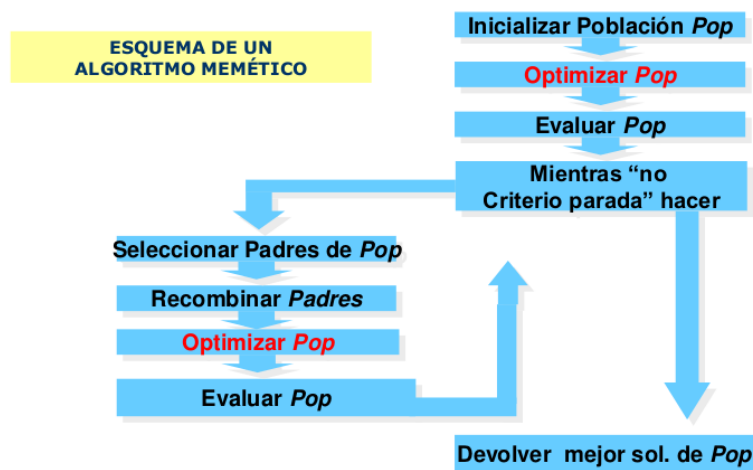 ESQUEMA DE UN
ALGORITMO MEMÉTICO
Inicializar Población Pop
Optimizar Pop
Evaluar Pop
Mientras “no
Criterio parada” hacer
Seleccionar Padres de Pop
Recombinar Padres
Optimizar Pop
Evaluar Pop
Devolver mejor sol. de Pop